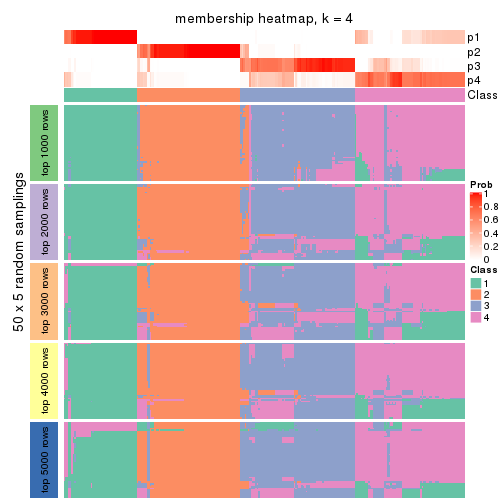 membership heatmap, k = 4
p1
p2
p3
p4
Class
50 x 5 random samplings
top 1000 rows
top 2000 rows
top 3000 rows
top 4000 rows
top 5000 rows
Prob
1
0.8
0.6
0.4
0.2
0
Class
1
2
3
4